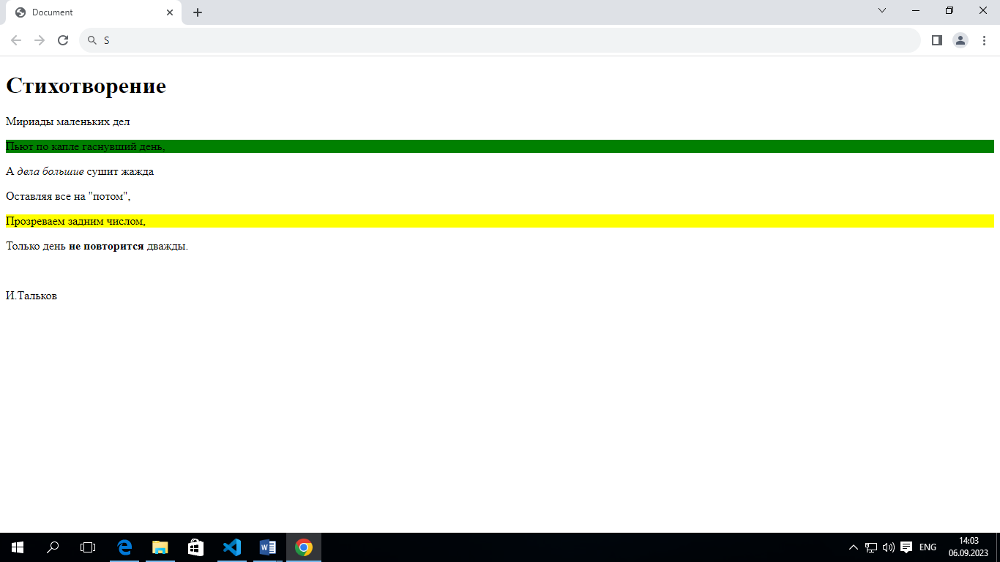 Document
S
Стихотворение
Мириады маленьких дел
Пьют по капле гаснувший день,
А дела большие сушит жажда
Оставляя все на "потом",
Прозреваем задним числом,
Только день не повторится дважды.
И.Тальков
ENG
14:03
06.09.2023